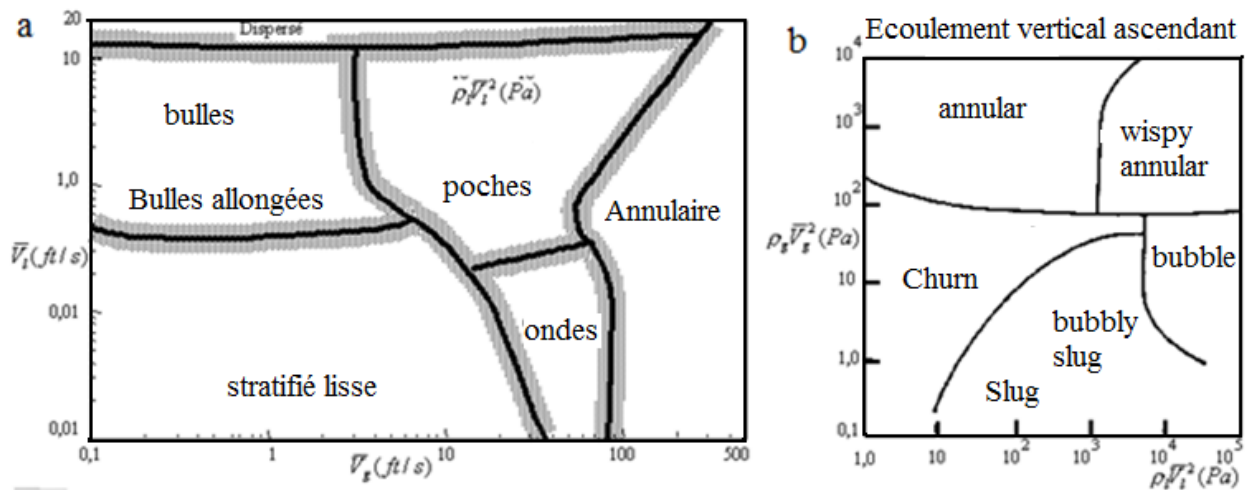 a
20
10
1,0
V̅ₗ (ft/s)
0,01
0,01
Dispersé
bulles
ρₗV̅ₗ² (Pa)
poches
Bulles allongées
Annulaire
ondes
stratifié lisse
0,1
1
10
100
500
V̅g (ft/s)
b
Ecoulement vertical ascendant
10⁴
10³
10²
ρgV̅g² (Pa)
10
1,0
0,1
annular
wispy
annular
bubble
Churn
bubbly
slug
Slug
1,0
10
10²
10³
10⁴
10⁵
ρₗV̅ₗ² (Pa)